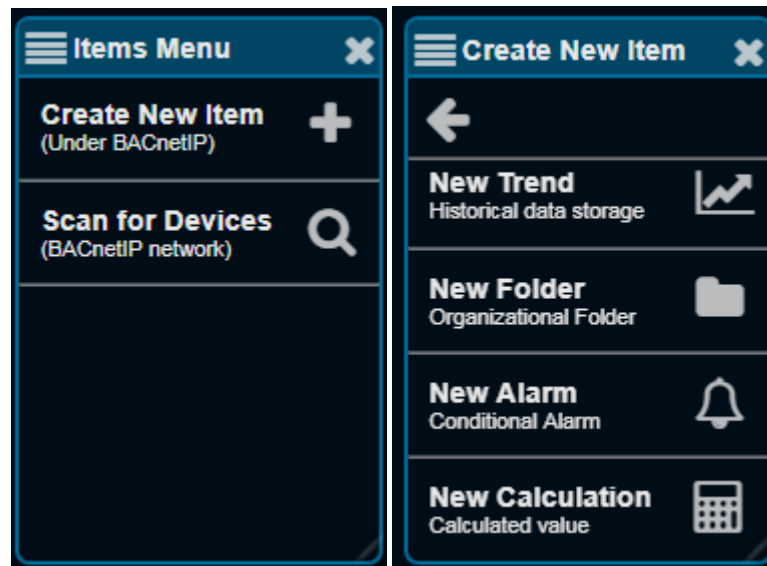 Items Menu
Create New Item
(Under BACnetIP)
Scan for Devices
(BACnetIP network)
Create New Item
New Trend
Historical data storage
New Folder
Organizational Folder
New Alarm
Conditional Alarm
New Calculation
Calculated value